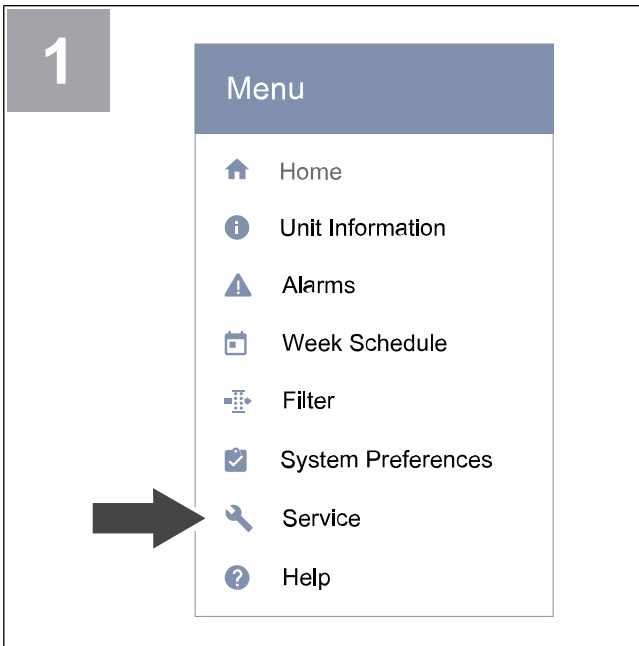 1
Menu
Home
Unit Information
Alarms
Week Schedule
Filter
System Preferences
Service
Help